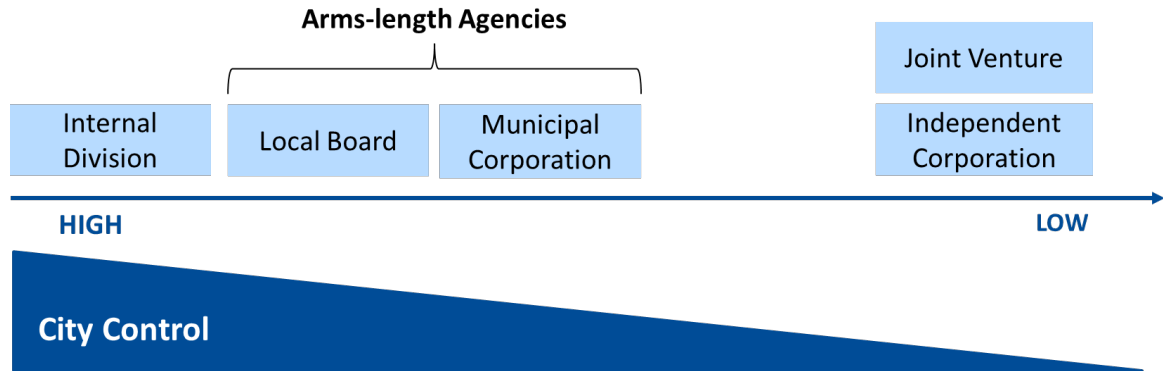 Arms-length Agencies
Joint Venture
Internal
Division
Local Board
Municipal
Corporation
Independent
Corporation
HIGH
LOW
City Control